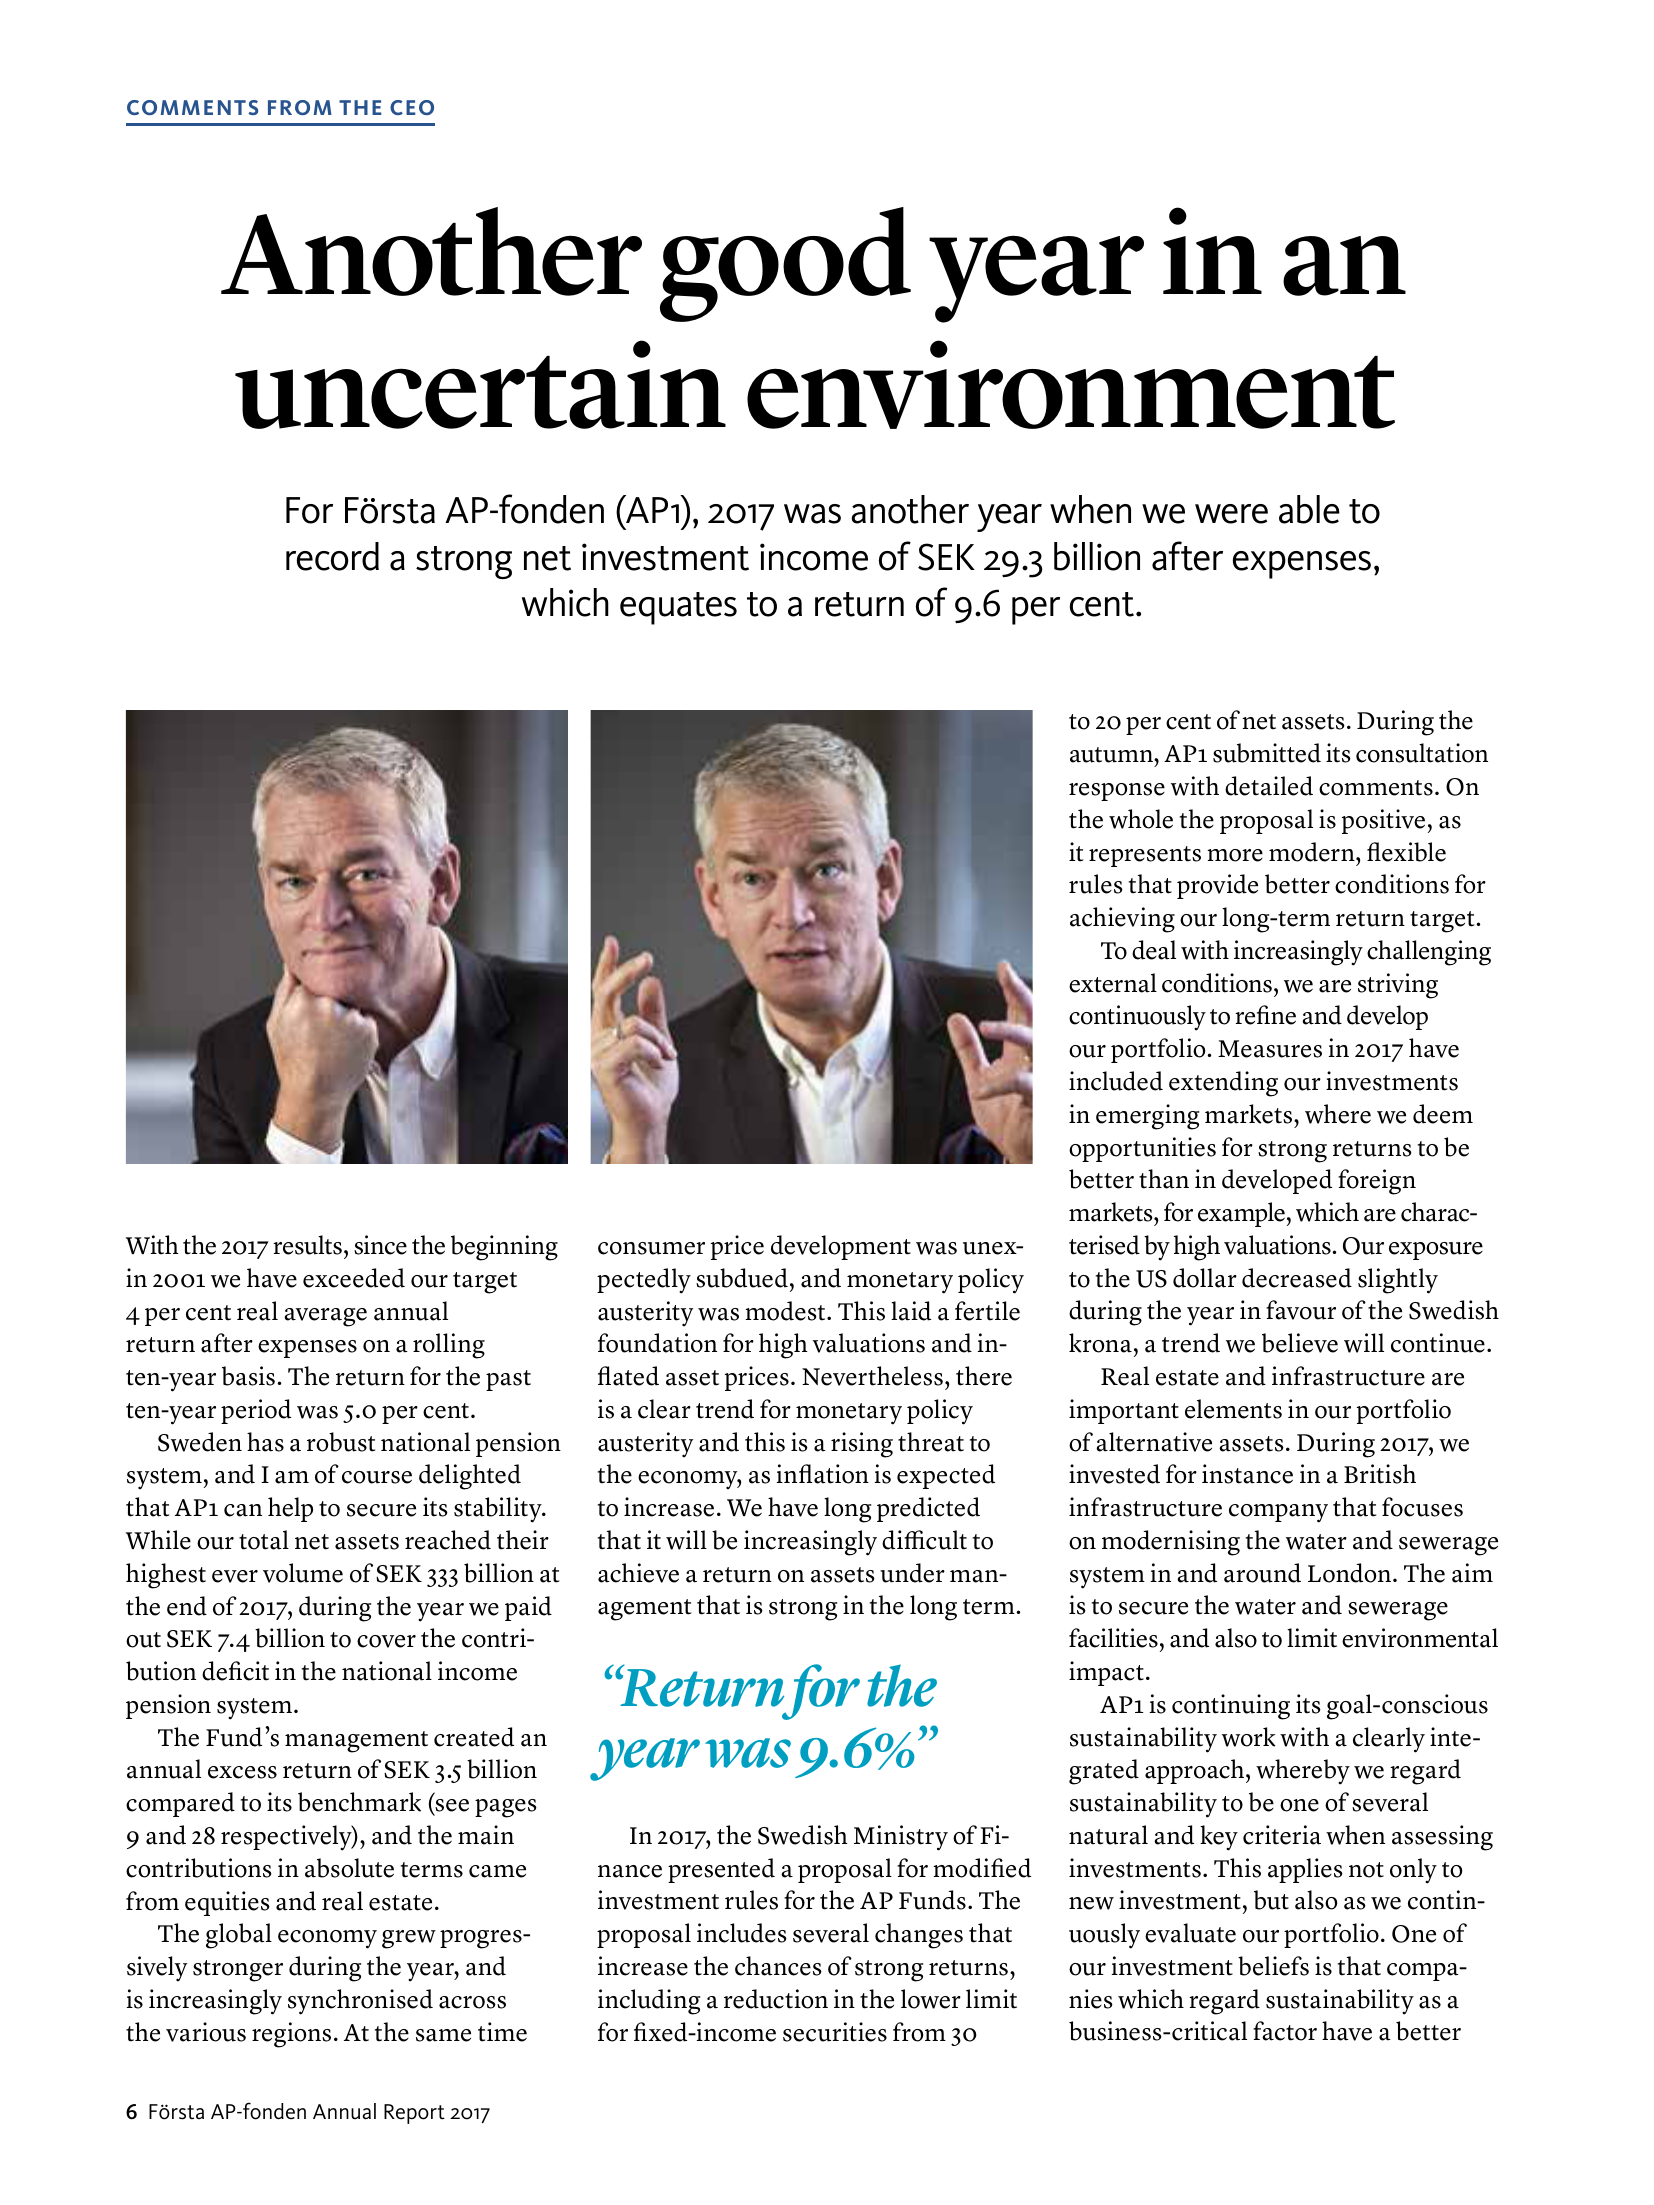 COMMENTS FROM THE CEO
Another good year in an
uncertain environment
For Första AP-fonden (AP1), 2017 was another year when we were able to
record a strong net investment income of SEK 29.3 billion after expenses,
which equates to a return of 9.6 per cent.
With the 2017 results, since the beginning
in 2001 we have exceeded our target
4 per cent real average annual
return after expenses on a rolling
ten-year basis. The return for the past
ten-year period was 5.0 per cent.
Sweden has a robust national pension
system, and I am of course delighted
that AP1 can help to secure its stability.
While our total net assets reached their
highest ever volume of SEK 333 billion at
the end of 2017, during the year we paid
out SEK 7.4 billion to cover the contri-
bution deficit in the national income
pension system.
The Fund's management created an
annual excess return of SEK 3.5 billion
compared to its benchmark (see pages
9 and 28 respectively), and the main
contributions in absolute terms came
from equities and real estate.
The global economy grew progres-
sively stronger during the year, and
is increasingly synchronised across
the various regions. At the same time
consumer price development was unex-
pectedly subdued, and monetary policy
austerity was modest. This laid a fertile
foundation for high valuations and in-
flated asset prices. Nevertheless, there
is a clear trend for monetary policy
austerity and this is a rising threat to
the economy, as inflation is expected
to increase. We have long predicted
that it will be increasingly difficult to
achieve a return on assets under man-
agement that is strong in the long term.
“Return for the
year was 9.6%”
In 2017, the Swedish Ministry of Fi-
nance presented a proposal for modified
investment rules for the AP Funds. The
proposal includes several changes that
increase the chances of strong returns,
including a reduction in the lower limit
for fixed-income securities from 30
to 20 per cent of net assets. During the
autumn, AP1 submitted its consultation
response with detailed comments. On
the whole the proposal is positive, as
it represents more modern, flexible
rules that provide better conditions for
achieving our long-term return target.
To deal with increasingly challenging
external conditions, we are striving
continuously to refine and develop
our portfolio. Measures in 2017 have
included extending our investments
in emerging markets, where we deem
opportunities for strong returns to be
better than in developed foreign
markets, for example, which are charac-
terised by high valuations. Our exposure
to the US dollar decreased slightly
during the year in favour of the Swedish
krona, a trend we believe will continue.
Real estate and infrastructure are
important elements in our portfolio
of alternative assets. During 2017, we
invested for instance in a British
infrastructure company that focuses
on modernising the water and sewerage
system in and around London. The aim
is to secure the water and sewerage
facilities, and also to limit environmental
impact.
AP1 is continuing its goal-conscious
sustainability work with a clearly inte-
grated approach, whereby we regard
sustainability to be one of several
natural and key criteria when assessing
investments. This applies not only to
new investment, but also as we contin-
uously evaluate our portfolio. One of
our investment beliefs is that compa-
nies which regard sustainability as a
business-critical factor have a better
6 Första AP-fonden Annual Report 2017